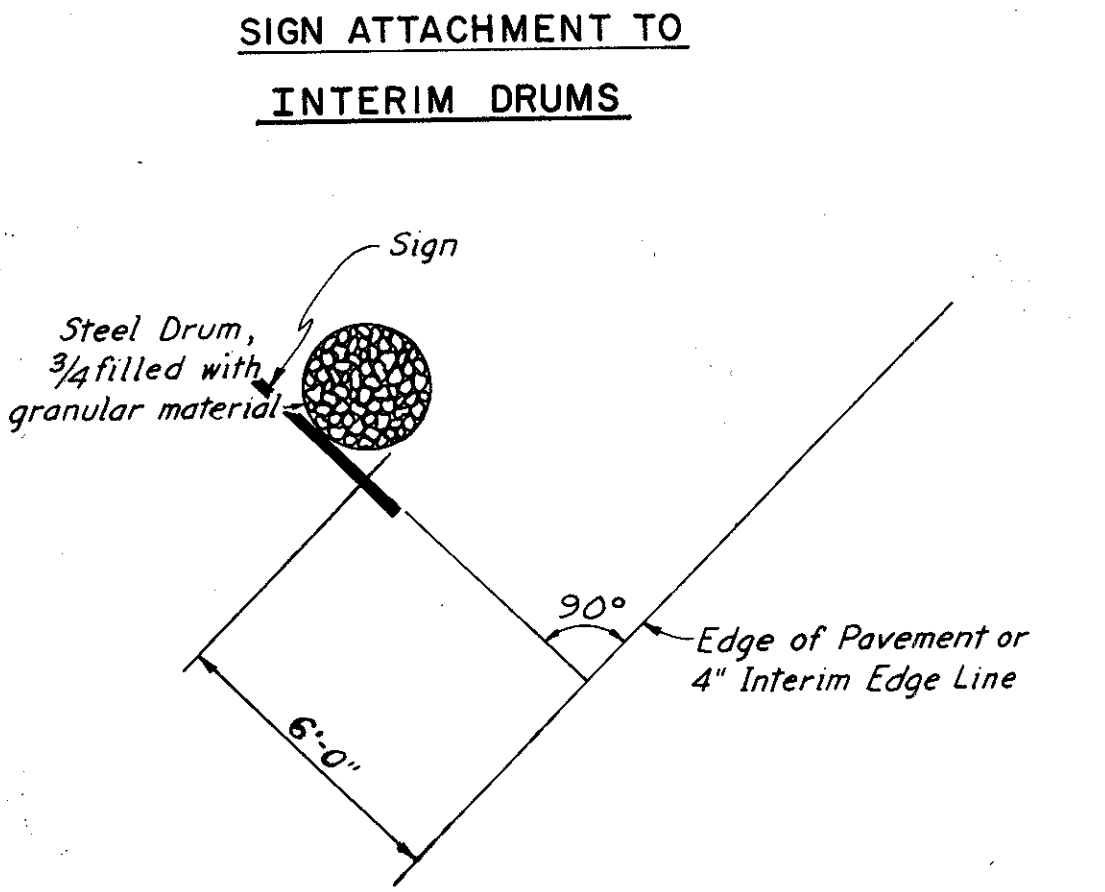 SIGN ATTACHMENT TO
INTERIM DRUMS
Sign
Steel Drum,
3/4 filled with
granular material
90°
Edge of Pavement or
4" Interim Edge Line
6'-0"